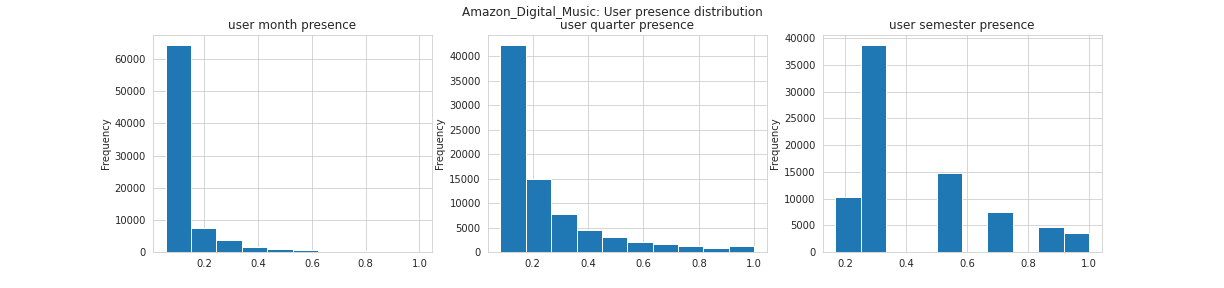 Amazon_Digital_Music: User presence distribution
user month presence
Frequency
60000
50000
40000
30000
20000
10000
0
0.2 0.4 0.6 0.8 1.0
user quarter presence
Frequency
40000
35000
30000
25000
20000
15000
10000
5000
0
0.2 0.4 0.6 0.8 1.0
user semester presence
Frequency
40000
35000
30000
25000
20000
15000
10000
5000
0
0.2 0.4 0.6 0.8 1.0